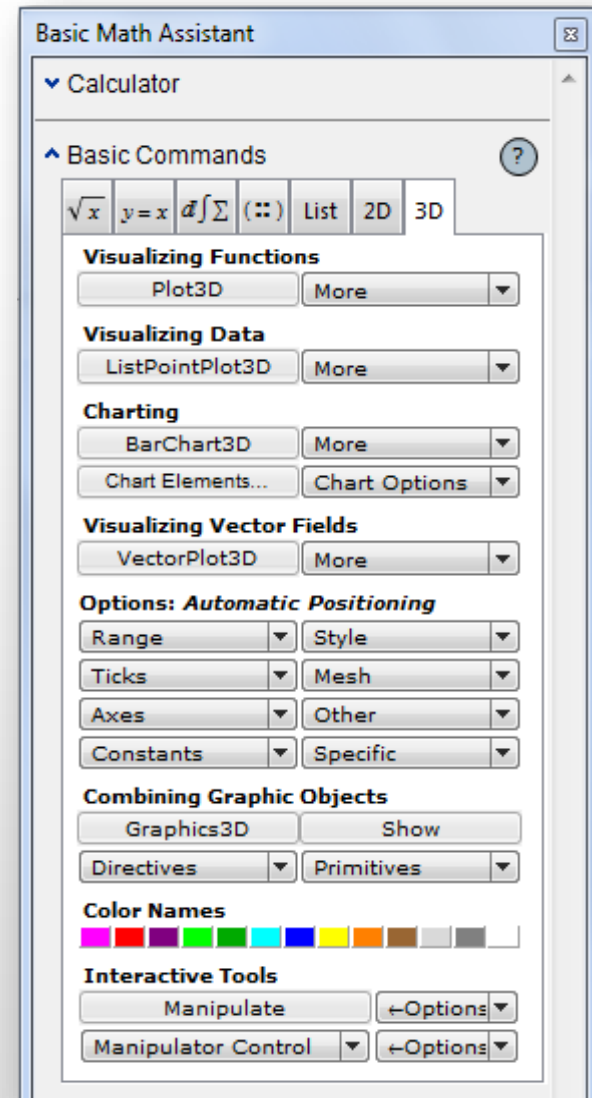 Basic Math Assistant
Calculator
Basic Commands ?
√x y=x d∫Σ (::) List 2D 3D
Visualizing Functions
Plot3D More
Visualizing Data
ListPointPlot3D More
Charting
BarChart3D More
Chart Elements... Chart Options
Visualizing Vector Fields
VectorPlot3D More
Options: Automatic Positioning
Range Style
Ticks Mesh
Axes Other
Constants Specific
Combining Graphic Objects
Graphics3D Show
Directives Primitives
Color Names
Interactive Tools
Manipulate ←Options
Manipulator Control ←Options